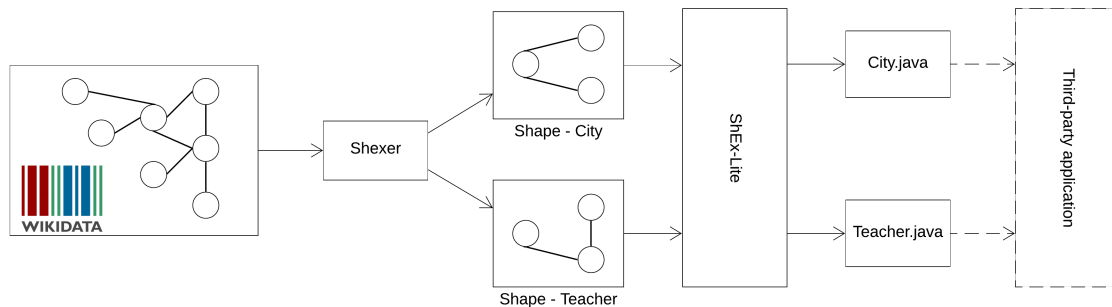 WIKIDATA
Shexer
Shape - City
Shape - Teacher
ShEx-Lite
City.java
Teacher.java
Third-party application